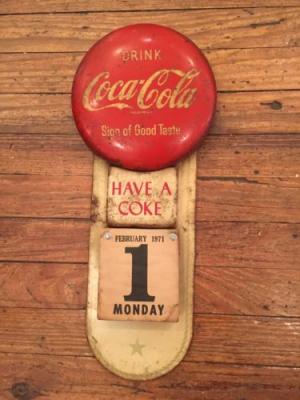 DRINK
Coca-Cola
Sign of Good Taste
HAVE A
COKE
FEBRUARY 1971
1
MONDAY